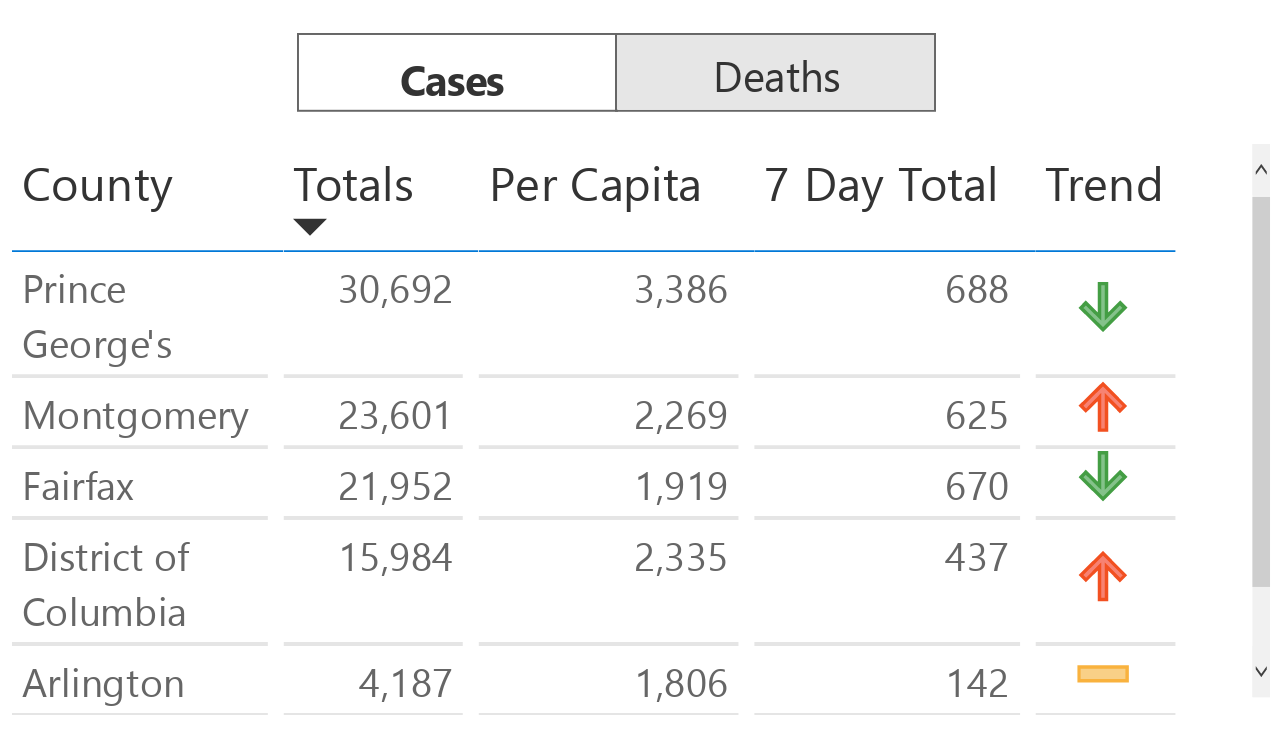 Cases Deaths
County Totals Per Capita 7 Day Total Trend
Prince 30,692 3,386 688
George's
Montgomery 23,601 2,269 625
Fairfax 21,952 1,919 670
District of 15,984 2,335 437
Columbia
Arlington 4,187 1,806 142